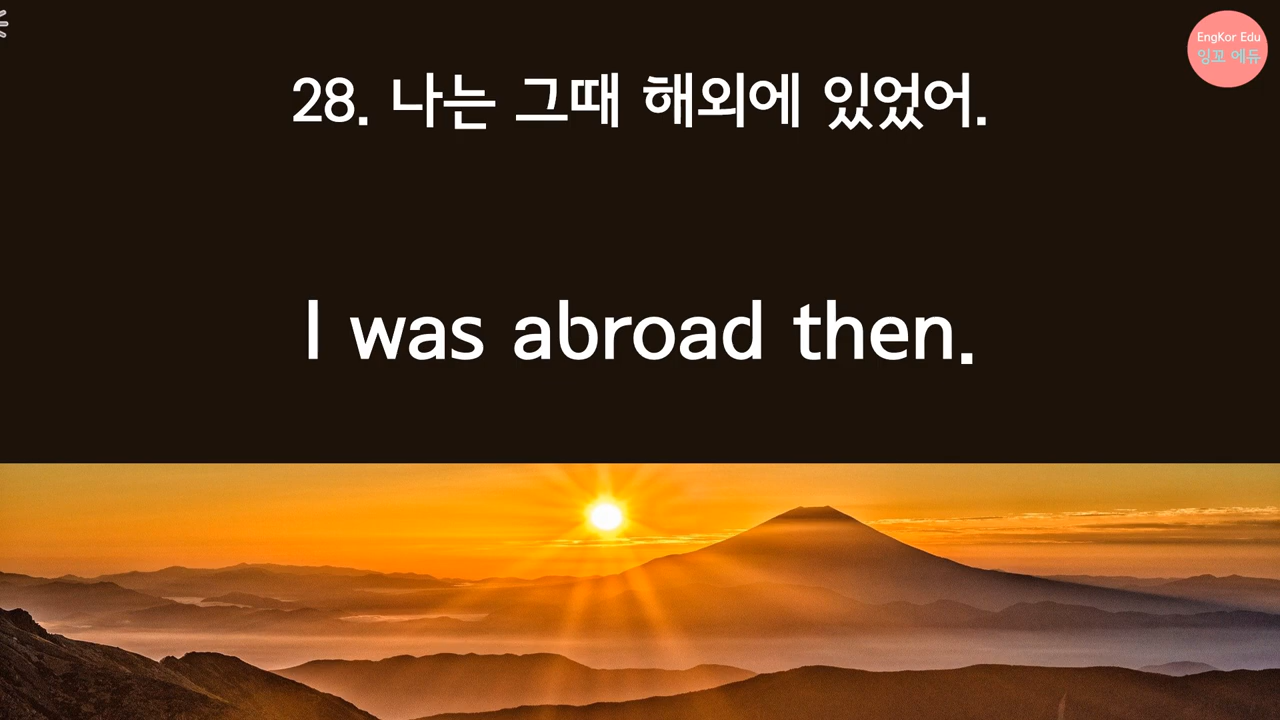 EngKor Edu
잉꼬 에듀
28. 나는 그때 해외에 있었어.
I was abroad then.